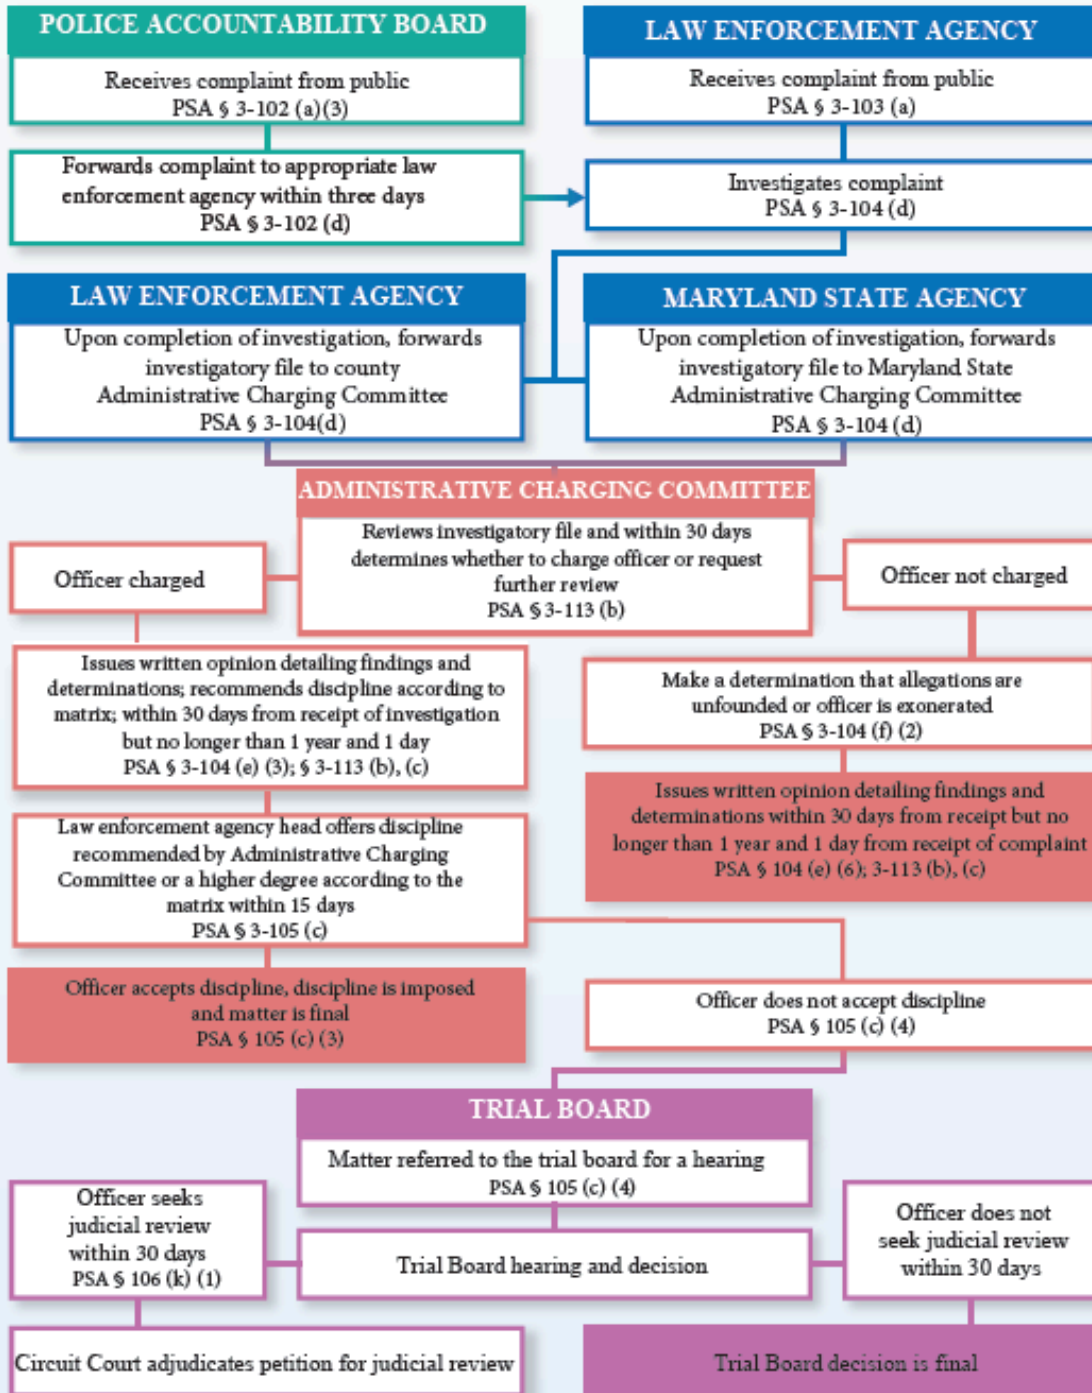 POLICE ACCOUNTABILITY BOARD
Receives complaint from public
PSA § 3-102 (a)(3)
Forwards complaint to appropriate law
enforcement agency within three days
PSA § 3-102 (d)
LAW ENFORCEMENT AGENCY
Receives complaint from public
PSA § 3-103 (a)
Investigates complaint
PSA § 3-104 (d)
LAW ENFORCEMENT AGENCY
Upon completion of investigation, forwards
investigatory file to county
Administrative Charging Committee
PSA § 3-104(d)
MARYLAND STATE AGENCY
Upon completion of investigation, forwards
investigatory file to Maryland State
Administrative Charging Committee
PSA § 3-104 (d)
ADMINISTRATIVE CHARGING COMMITTEE
Reviews investigatory file and within 30 days
determines whether to charge officer or request
further review
PSA § 3-113 (b)
Officer charged
Officer not charged
Issues written opinion detailing findings and
determinations; recommends discipline according to
matrix; within 30 days from receipt of investigation
but no longer than 1 year and 1 day
PSA § 3-104 (e) (3); § 3-113 (b), (c)
Make a determination that allegations are
unfounded or officer is exonerated
PSA § 3-104 (f) (2)
Issues written opinion detailing findings and
determinations within 30 days from receipt but no
longer than 1 year and 1 day from receipt of complaint
PSA § 104 (e) (6); 3-113 (b), (c)
Law enforcement agency head offers discipline
recommended by Administrative Charging
Committee or a higher degree according to the
matrix within 15 days
PSA § 3-105 (c)
Officer accepts discipline, discipline is imposed
and matter is final
PSA § 105 (c) (3)
Officer does not accept discipline
PSA § 105 (c) (4)
TRIAL BOARD
Matter referred to the trial board for a hearing
PSA § 105 (c) (4)
Officer seeks
judicial review
within 30 days
PSA § 106 (k) (1)
Trial Board hearing and decision
Officer does not
seek judicial review
within 30 days
Circuit Court adjudicates petition for judicial review
Trial Board decision is final